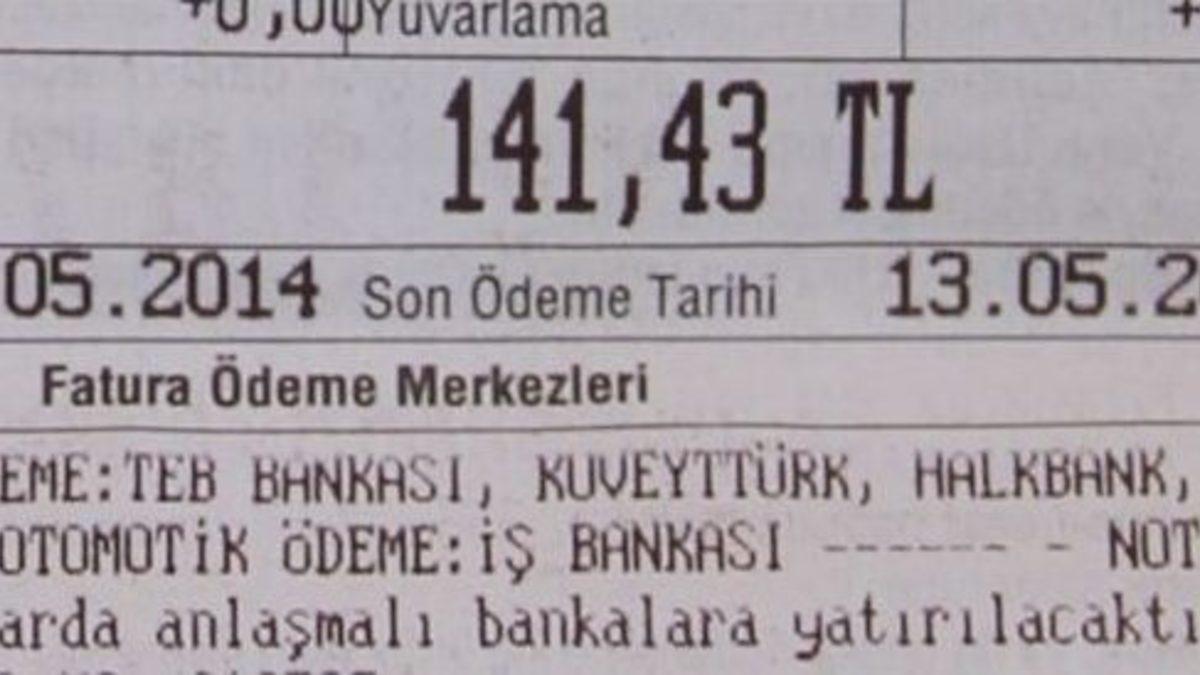 +0,00 Yuvarlama +
141,43 TL
05.2014 Son Ödeme Tarihi 13.05.2
Fatura Ödeme Merkezleri
EME:TEB BANKASI, KUVEYTTÜRK, HALKBANK,
OTOMOTİK ÖDEME:İŞ BANKASI ------ - NOT
arda anlaşmalı bankalara yatırılacaktı